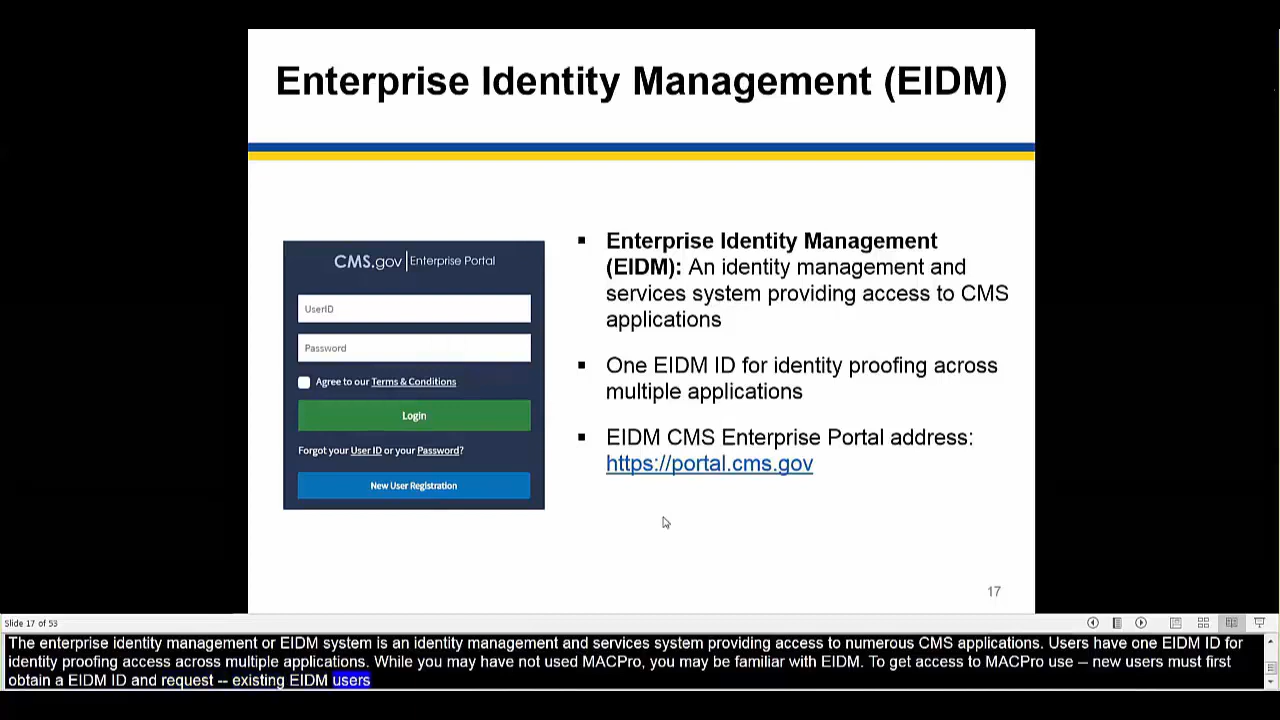 Enterprise Identity Management (EIDM)
CMS.gov Enterprise Portal
UserID
Password
Agree to our Terms & Conditions
Login
Forgot your User ID or your Password?
New User Registration
▪ Enterprise Identity Management
(EIDM): An identity management and
services system providing access to CMS
applications
▪ One EIDM ID for identity proofing across
multiple applications
▪ EIDM CMS Enterprise Portal address:
https://portal.cms.gov
17
Slide 17 of 53
The enterprise identity management or EIDM system is an identity management and services system providing access to numerous CMS applications. Users have one EIDM ID for
identity proofing access across multiple applications. While you may have not used MACPro, you may be familiar with EIDM. To get access to MACPro use -- new users must first
obtain a EIDM ID and request -- existing EIDM users